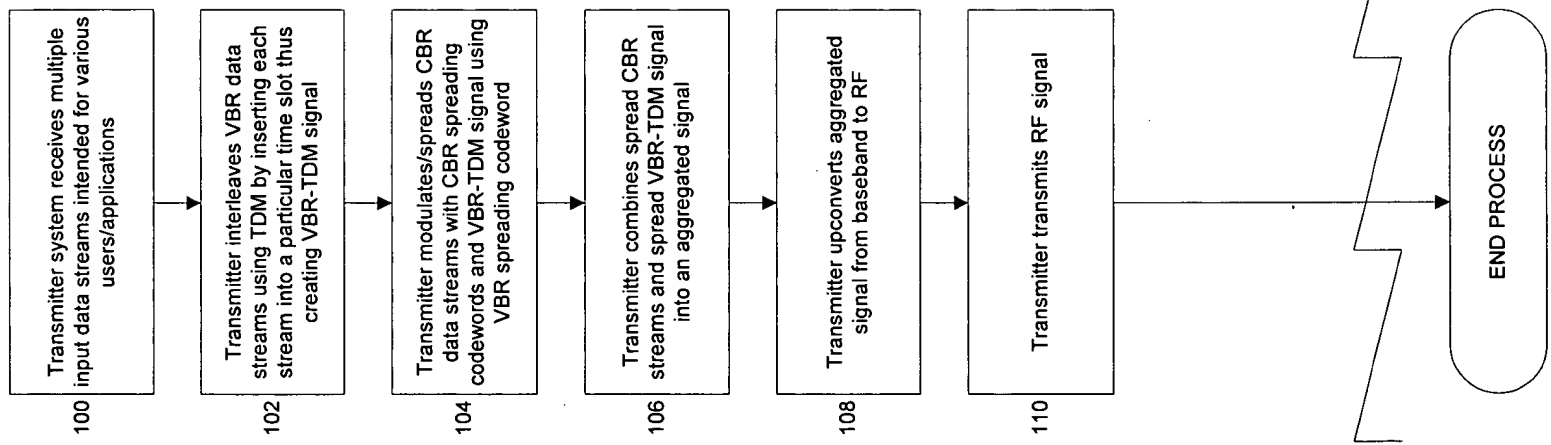 100
Transmitter system receives multiple
input data streams intended for various
users/applications
102
Transmitter interleaves VBR data
streams using TDM by inserting each
stream into a particular time slot thus
creating VBR-TDM signal
104
Transmitter modulates/spreads CBR
data streams with CBR spreading
codewords and VBR-TDM signal using
VBR spreading codeword
106
Transmitter combines spread CBR
streams and spread VBR-TDM signal
into an aggregated signal
108
Transmitter upconverts aggregated
signal from baseband to RF
110
Transmitter transmits RF signal
END PROCESS